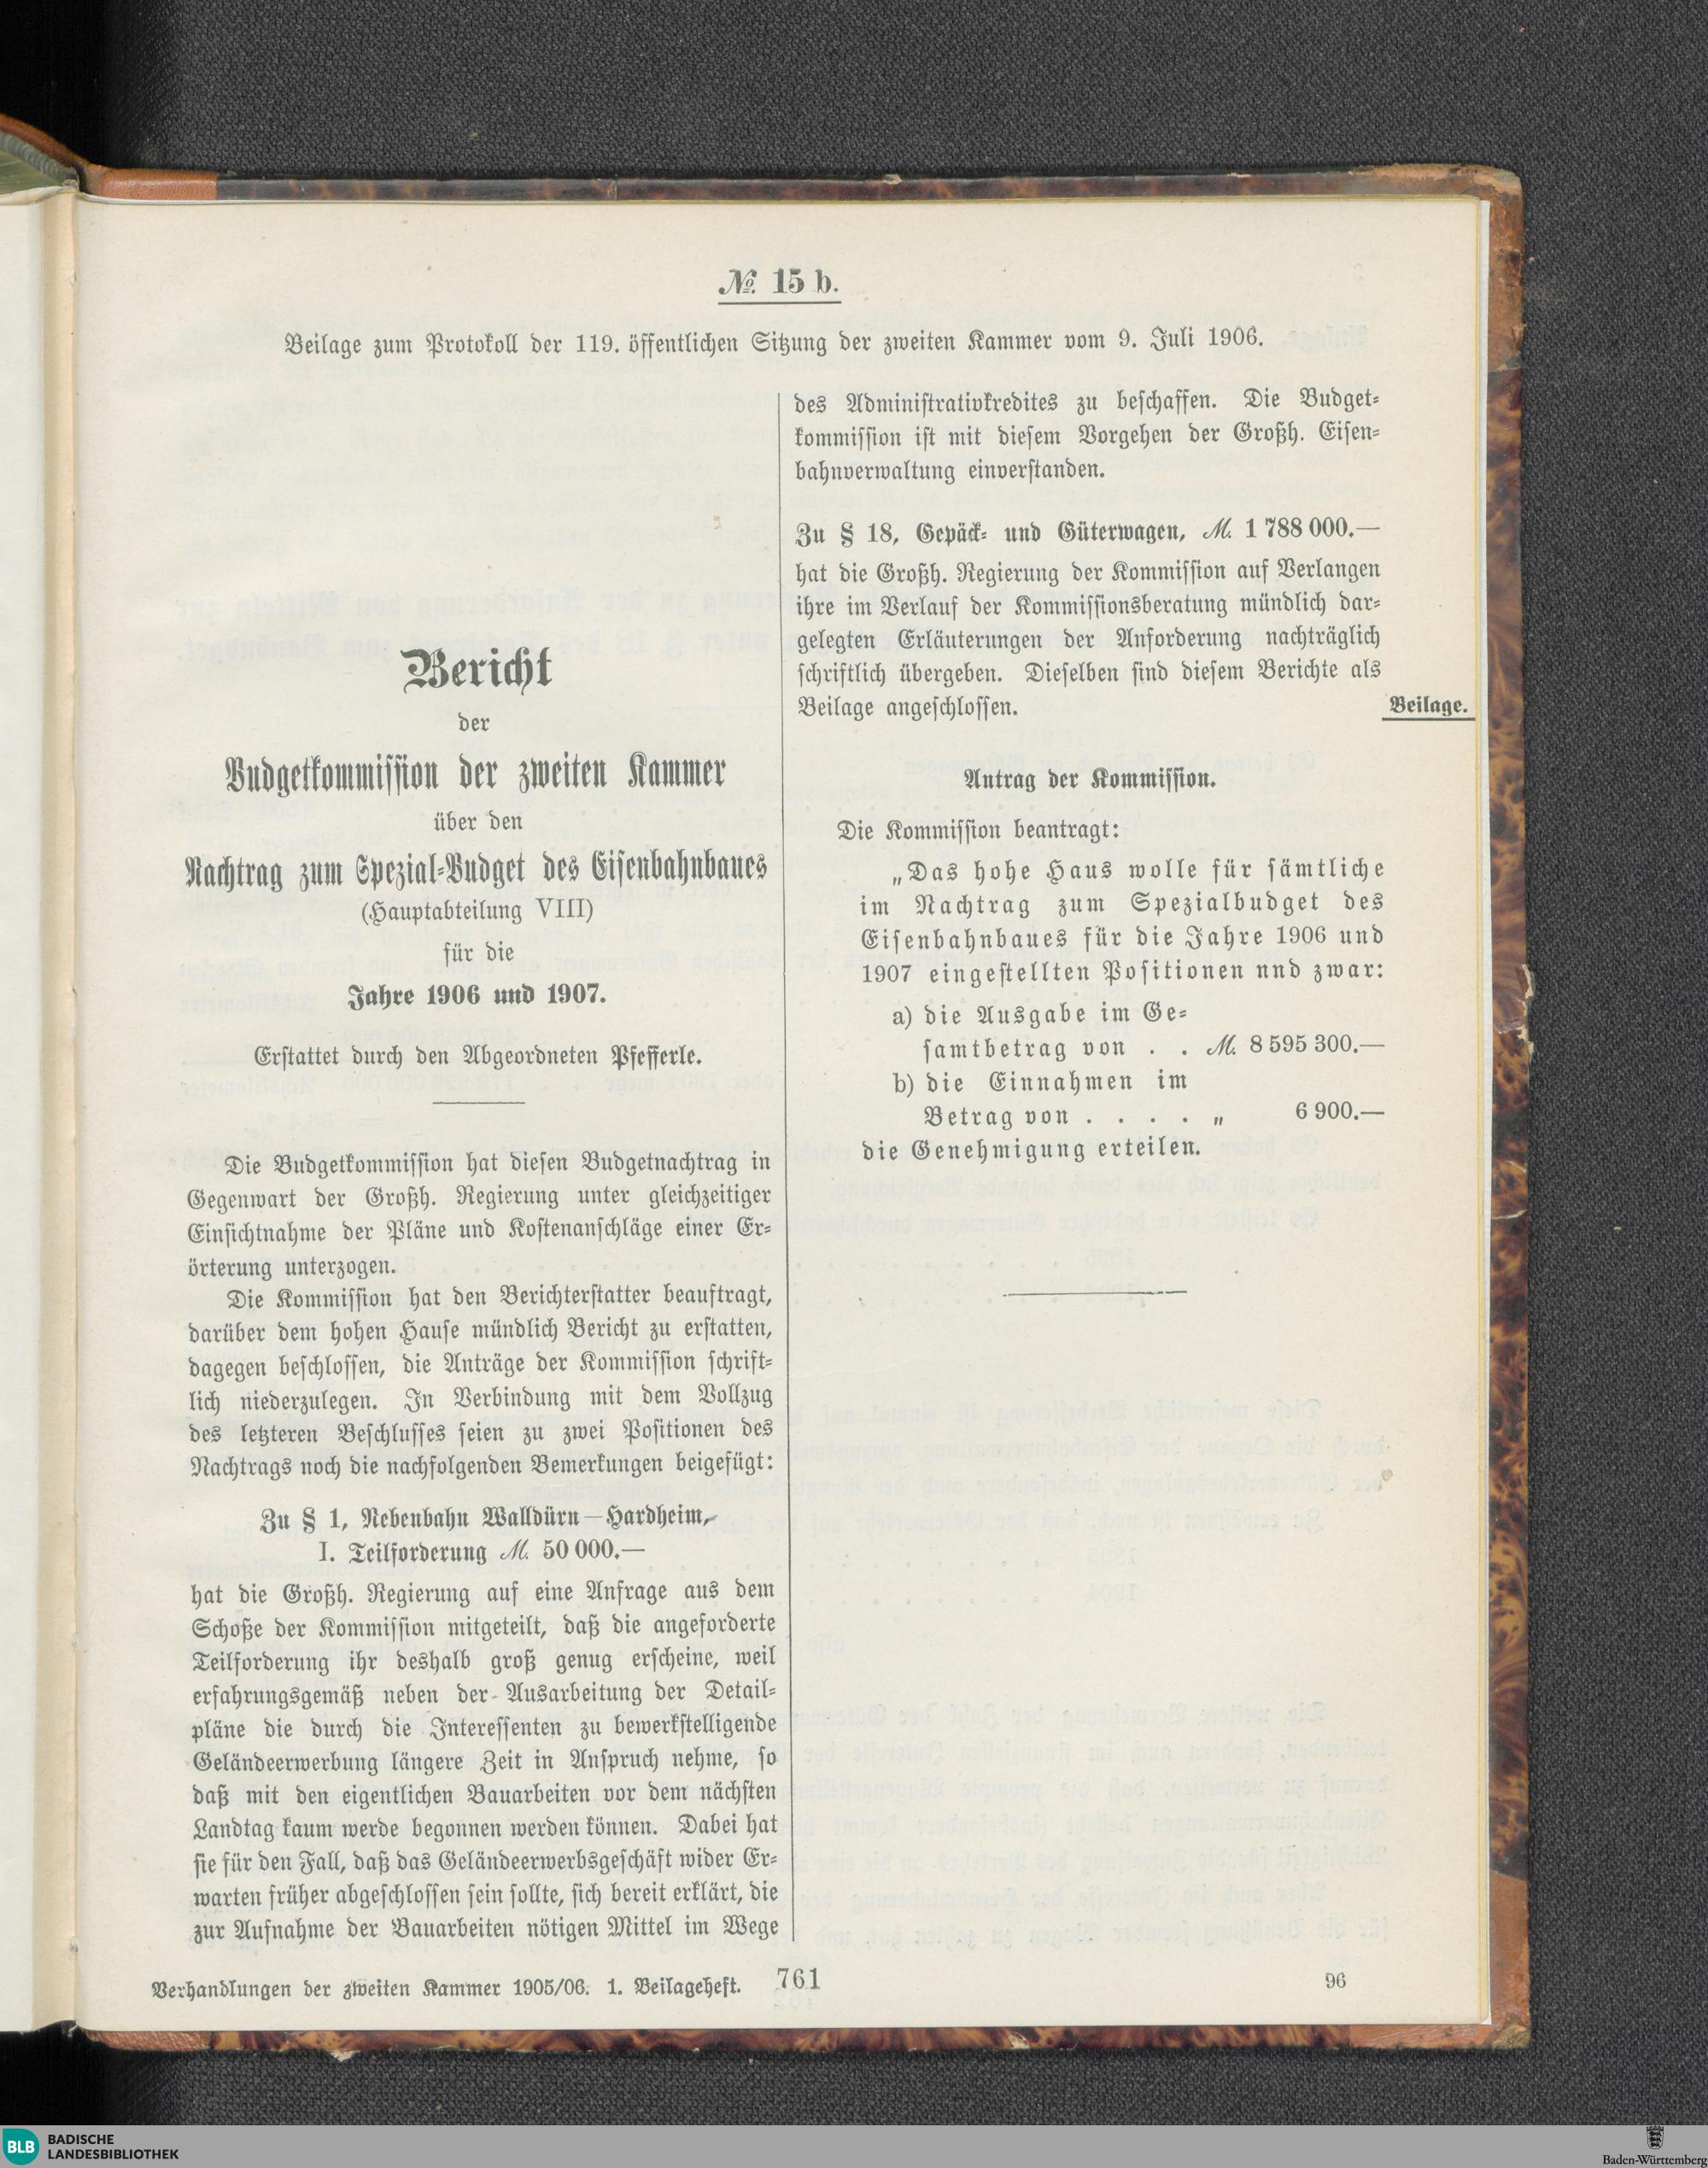 № 15 b.
Beilage zum Protokoll der 119. öffentlichen Sitzung der zweiten Kammer vom 9. Juli 1906.
Bericht
der
Budgetkommission der zweiten Kammer
über den
Nachtrag zum Spezial-Budget des Eisenbahnbaues
(Hauptabteilung VIII)
für die
Jahre 1906 und 1907.
Erstattet durch den Abgeordneten Pfefferle.
Die Budgetkommission hat diesen Budgetnachtrag in
Gegenwart der Großh. Regierung unter gleichzeitiger
Einsichtnahme der Pläne und Kostenanschläge einer Er-
örterung unterzogen.
Die Kommission hat den Berichterstatter beauftragt,
darüber dem hohen Hause mündlich Bericht zu erstatten,
dagegen beschlossen, die Anträge der Kommission schrift-
lich niederzulegen. In Verbindung mit dem Vollzug
des letzteren Beschlusses seien zu zwei Positionen des
Nachtrags noch die nachfolgenden Bemerkungen beigefügt:
Zu § 1, Nebenbahn Walldürn—Hardheim,
I. Teilforderung M. 50 000.—
hat die Großh. Regierung auf eine Anfrage aus dem
Schoße der Kommission mitgeteilt, daß die angeforderte
Teilforderung ihr deshalb groß genug erscheine, weil
erfahrungsgemäß neben der Ausarbeitung der Detail-
pläne die durch die Interessenten zu bewerkstelligende
Geländeerwerbung längere Zeit in Anspruch nehme, so
daß mit den eigentlichen Bauarbeiten vor dem nächsten
Landtag kaum werde begonnen werden können. Dabei hat
sie für den Fall, daß das Geländeerwerbsgeschäft wider Er-
warten früher abgeschlossen sein sollte, sich bereit erklärt, die
zur Aufnahme der Bauarbeiten nötigen Mittel im Wege
des Administrativkredites zu beschaffen. Die Budget-
kommission ist mit diesem Vorgehen der Großh. Eisen-
bahnverwaltung einverstanden.
Zu § 18, Gepäck- und Güterwagen, M. 1 788 000.—
hat die Großh. Regierung der Kommission auf Verlangen
ihre im Verlauf der Kommissionsberatung mündlich dar-
gelegten Erläuterungen der Anforderung nachträglich
schriftlich übergeben. Dieselben sind diesem Berichte als
Beilage angeschlossen.
Beilage.
Antrag der Kommission.
Die Kommission beantragt:
„Das hohe Haus wolle für sämtliche
im Nachtrag zum Spezialbudget des
Eisenbahnbaues für die Jahre 1906 und
1907 eingestellten Positionen nnd zwar:
a) die Ausgabe im Ge-
samtbetrag von . . M. 8 595 300.—
b) die Einnahmen im
Betrag von . . . . „ 6 900.—
die Genehmigung erteilen.
Verhandlungen der zweiten Kammer 1905/06. 1. Beilageheft.
761
96
BLB BADISCHE
LANDESBIBLIOTHEK
Baden-Württemberg